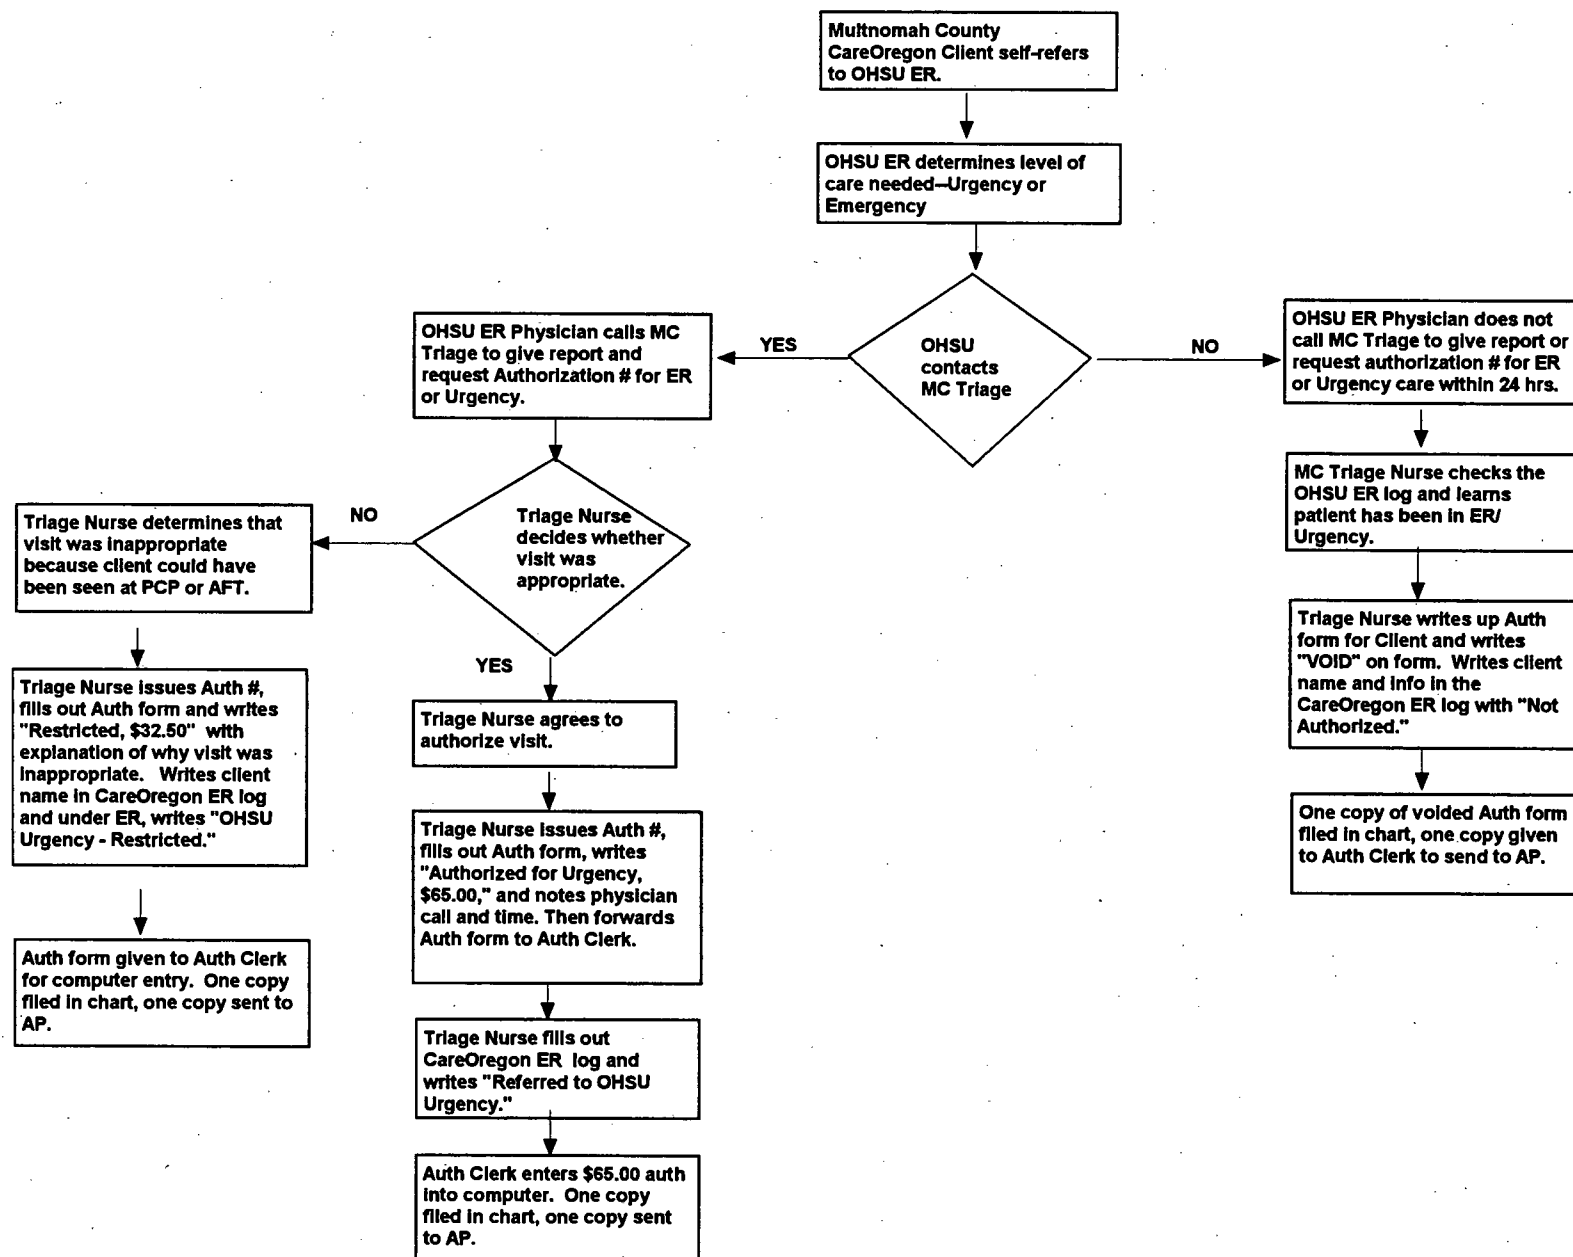 Multnomah County
CareOregon Client self-refers
to OHSU ER.
OHSU ER determines level of
care needed—Urgency or
Emergency
OHSU
contacts
MC Triage
YES
NO
OHSU ER Physician calls MC
Triage to give report and
request Authorization # for ER
or Urgency.
OHSU ER Physician does not
call MC Triage to give report or
request authorization # for ER
or Urgency care within 24 hrs.
MC Triage Nurse checks the
OHSU ER log and learns
patient has been in ER/
Urgency.
Triage Nurse writes up Auth
form for Client and writes
"VOID" on form. Writes client
name and info in the
CareOregon ER log with "Not
Authorized."
One copy of voided Auth form
filed in chart, one copy given
to Auth Clerk to send to AP.
Triage Nurse
decides whether
visit was
appropriate.
NO
YES
Triage Nurse determines that
visit was inappropriate
because client could have
been seen at PCP or AFT.
Triage Nurse issues Auth #,
fills out Auth form and writes
"Restricted, $32.50" with
explanation of why visit was
inappropriate. Writes client
name in CareOregon ER log
and under ER, writes "OHSU
Urgency - Restricted."
Auth form given to Auth Clerk
for computer entry. One copy
filed in chart, one copy sent to
AP.
Triage Nurse agrees to
authorize visit.
Triage Nurse issues Auth #,
fills out Auth form, writes
"Authorized for Urgency,
$65.00," and notes physician
call and time. Then forwards
Auth form to Auth Clerk.
Triage Nurse fills out
CareOregon ER log and
writes "Referred to OHSU
Urgency."
Auth Clerk enters $65.00 auth
into computer. One copy
filed in chart, one copy sent
to AP.